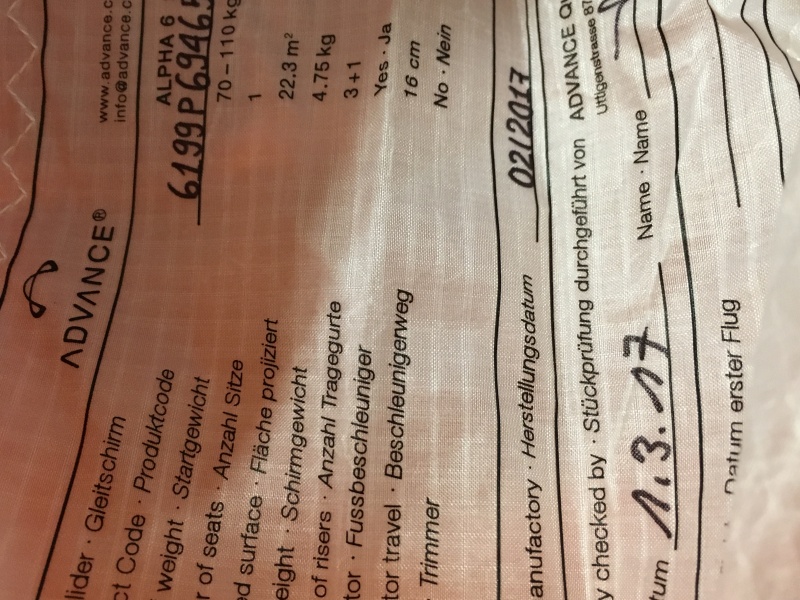 ADVANCE®
www.advance.c
info@advance.c
lider · Gleitschirm ALPHA 6
ct Code · Produktcode 6199P6946
weight · Startgewicht 70 – 110 kg
r of seats · Anzahl Sitze 1
ed surface · Fläche projiziert 22.3 m²
eight · Schirmgewicht 4.75 kg
of risers · Anzahl Tragegurte 3+1
tor · Fussbeschleuniger Yes · Ja
tor travel · Beschleunigerweg 16 cm
· Trimmer No · Nein
anufactory · Herstellungsdatum 02/2017
y checked by · Stückprüfung durchgeführt von ADVANCE
Uttigenstrasse 87
tum 1.3.17 Name · Name
Datum erster Flug